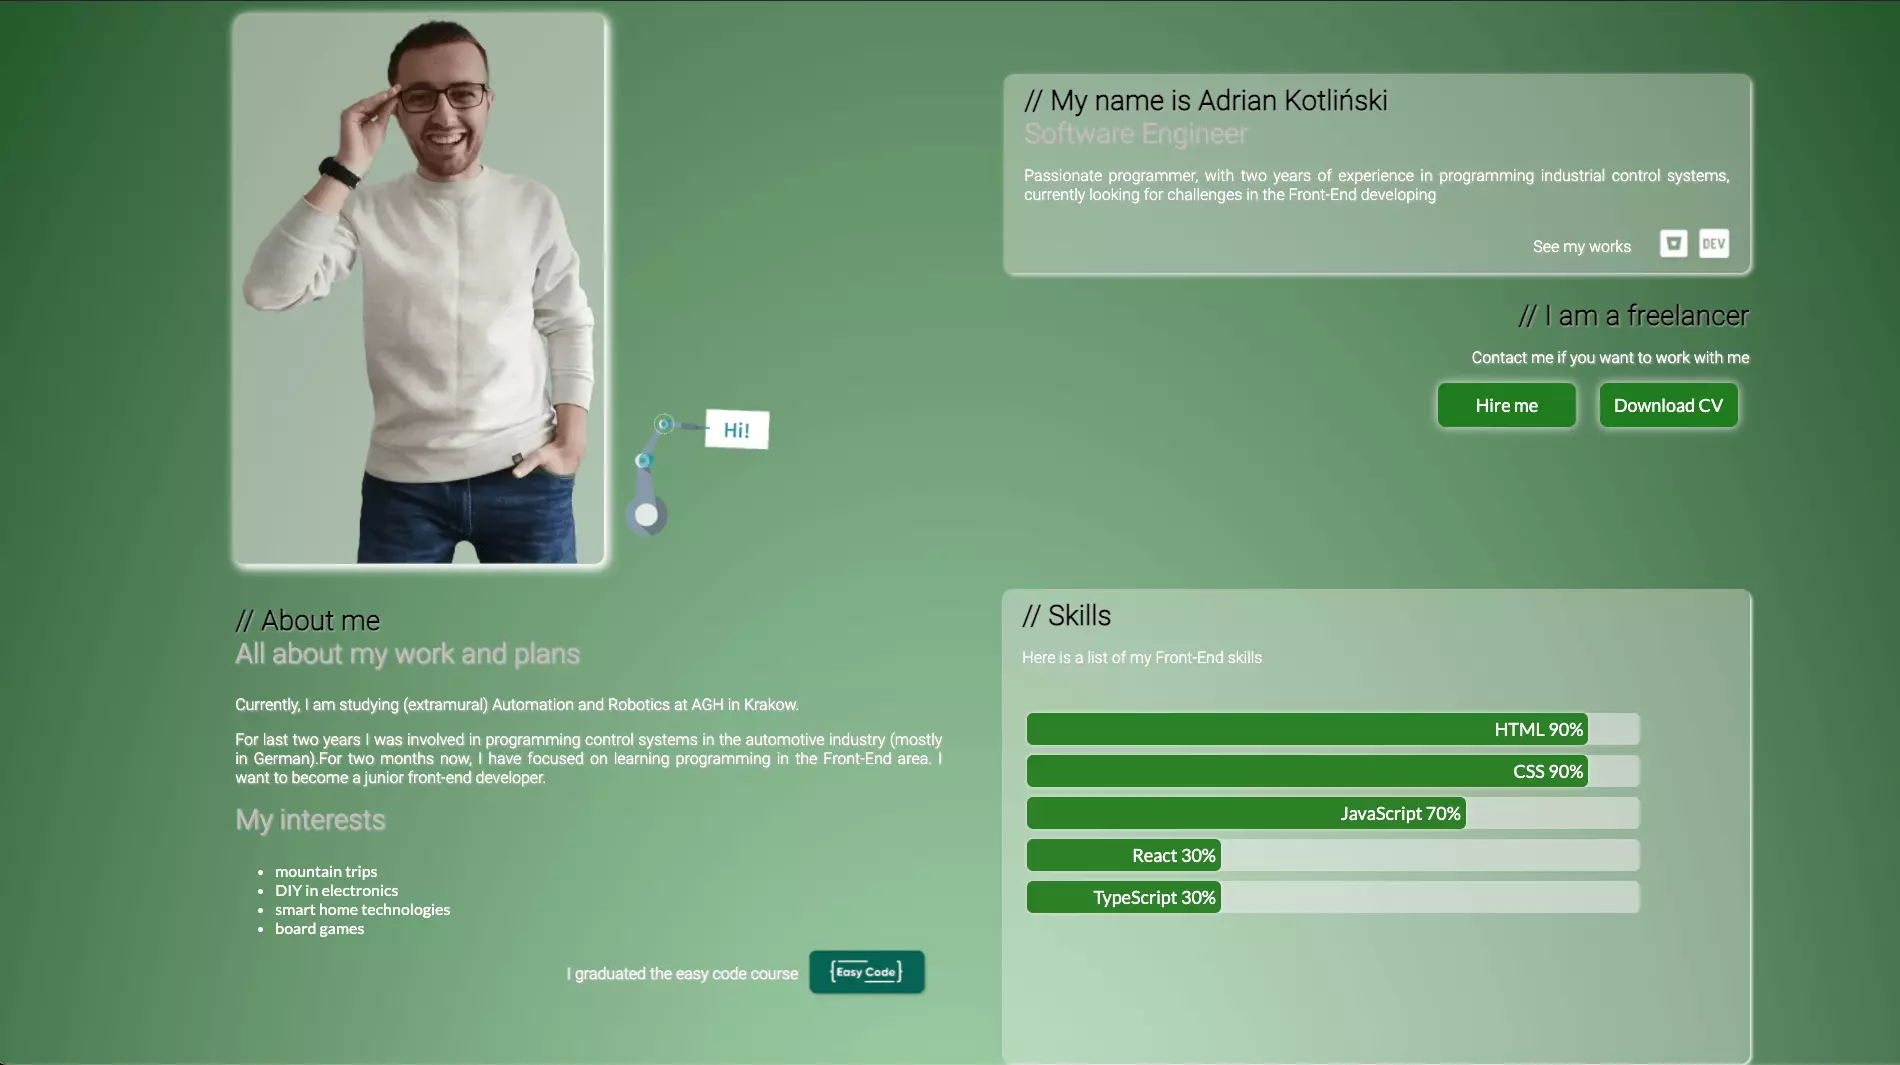 // My name is Adrian Kotliński
Software Engineer
Passionate programmer, with two years of experience in programming industrial control systems,
currently looking for challenges in the Front-End developing
See my works
DEV
// I am a freelancer
Contact me if you want to work with me
Hire me
Download CV
Hi!
// About me
All about my work and plans
Currently, I am studying (extramural) Automation and Robotics at AGH in Krakow.
For last two years I was involved in programming control systems in the automotive industry (mostly
in German).For two months now, I have focused on learning programming in the Front-End area. I
want to become a junior front-end developer.
My interests
• mountain trips
• DIY in electronics
• smart home technologies
• board games
I graduated the easy code course
{Easy Code}
// Skills
Here is a list of my Front-End skills
HTML 90%
CSS 90%
JavaScript 70%
React 30%
TypeScript 30%